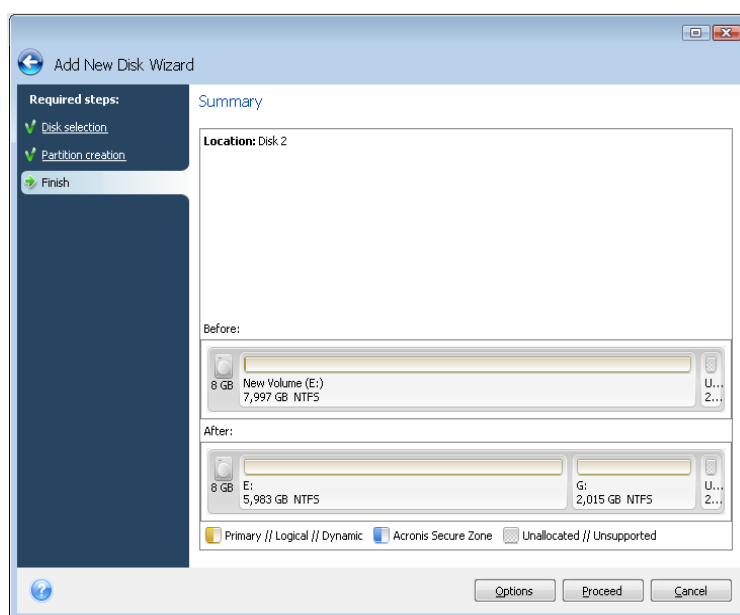 Add New Disk Wizard
Required steps:
Disk selection
Partition creation
Finish
Summary
Location: Disk 2
Before:
8 GB
New Volume (E:)
7,997 GB NTFS
U...
2...
After:
8 GB
E:
5,983 GB NTFS
G:
2,015 GB NTFS
U...
2...
Primary // Logical // Dynamic Acronis Secure Zone Unallocated // Unsupported
Options Proceed Cancel